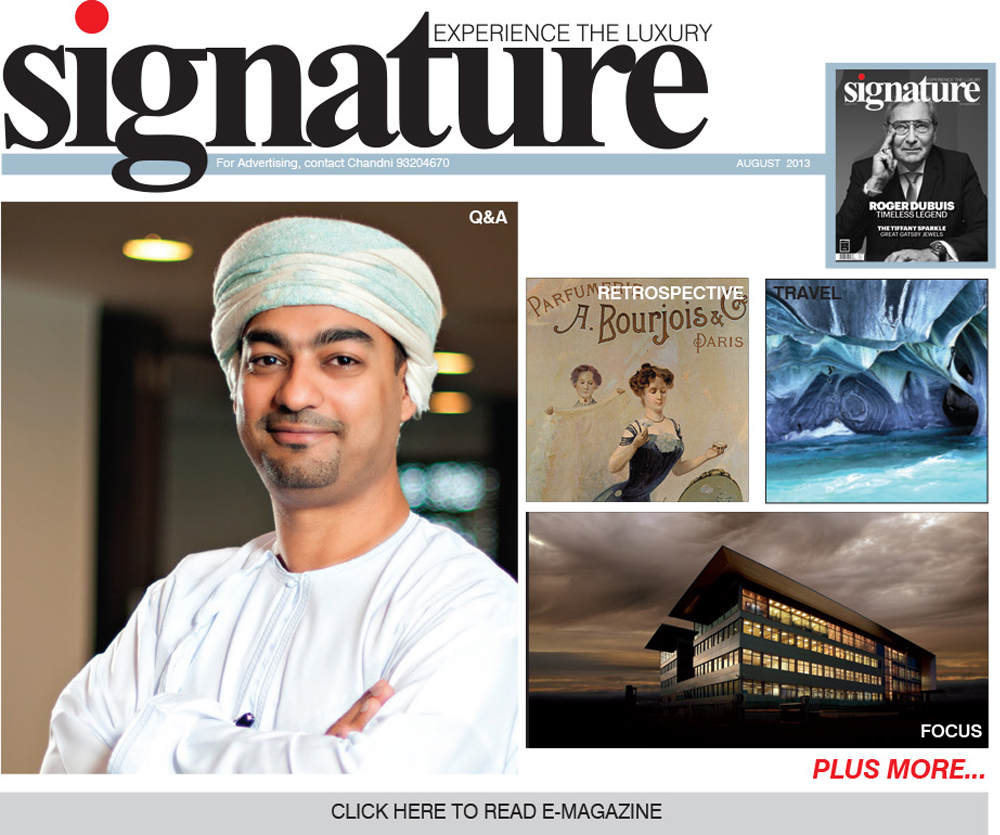 EXPERIENCE THE LUXURY
signature
For Advertising, contact Chandni 93204670
AUGUST 2013
EXPERIENCE THE LUXURY
signature
ROGER DUBUIS
TIMELESS LEGEND
THE TIFFANY SPARKLE
GREAT GATSBY JEWELS
Q&A
RETROSPECTIVE
PARFUMERIE
A. Bourjois & Cie
PARIS
TRAVEL
FOCUS
PLUS MORE...
CLICK HERE TO READ E-MAGAZINE